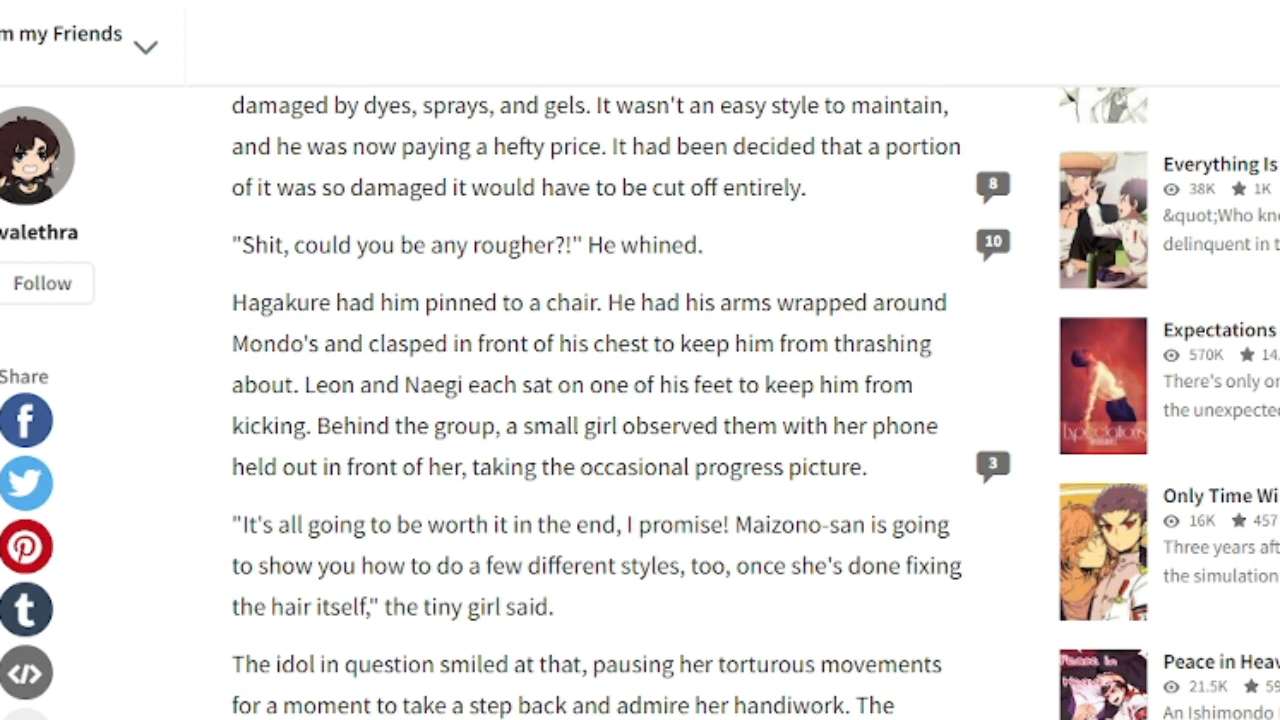 m my Friends
valethra
Follow
Share
damaged by dyes, sprays, and gels. It wasn't an easy style to maintain,
and he was now paying a hefty price. It had been decided that a portion
of it was so damaged it would have to be cut off entirely.
8
"Shit, could you be any rougher?!" He whined.
10
Hagakure had him pinned to a chair. He had his arms wrapped around
Mondo's and clasped in front of his chest to keep him from thrashing
about. Leon and Naegi each sat on one of his feet to keep him from
kicking. Behind the group, a small girl observed them with her phone
held out in front of her, taking the occasional progress picture.
3
"It's all going to be worth it in the end, I promise! Maizono-san is going
to show you how to do a few different styles, too, once she's done fixing
the hair itself," the tiny girl said.
The idol in question smiled at that, pausing her torturous movements
for a moment to take a step back and admire her handiwork. The
Everything Is
38K 1K
&quot;Who kn
delinquent in t
Expectations
Expectations
570K 14.
There's only o
the unexpecte
Only Time Wi
16K 457
Three years aft
the simulation
Peace in
Peace in Heav
21.5K 59
An Ishimondo